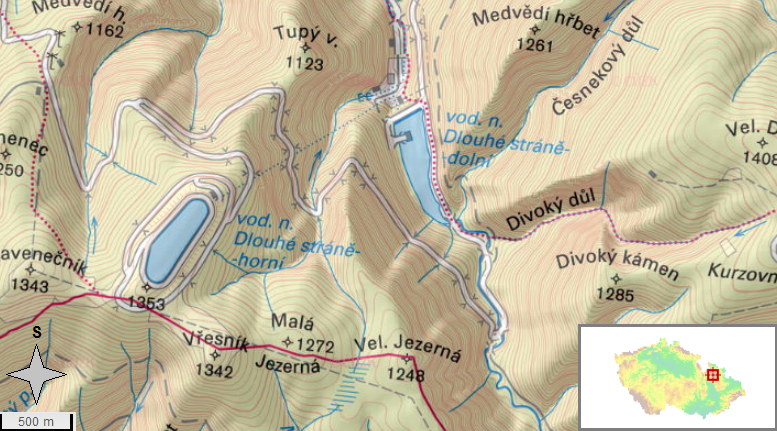 Medvědí h.
1162
Tupý v.
1123
Medvědí hřbet
1261
Česnekový důl
vod. n.
Dlouhé stráně-
-dolní
Vel. D
1408
menec
250
Divoký důl
vod. n.
Dlouhé stráně-
-horní
avenečník
1343
1353
Divoký kámen
1285
Kurzovn
Malá
1272
Vřesník
1342
Jezerná
Vel. Jezerná
1248
S
500 m